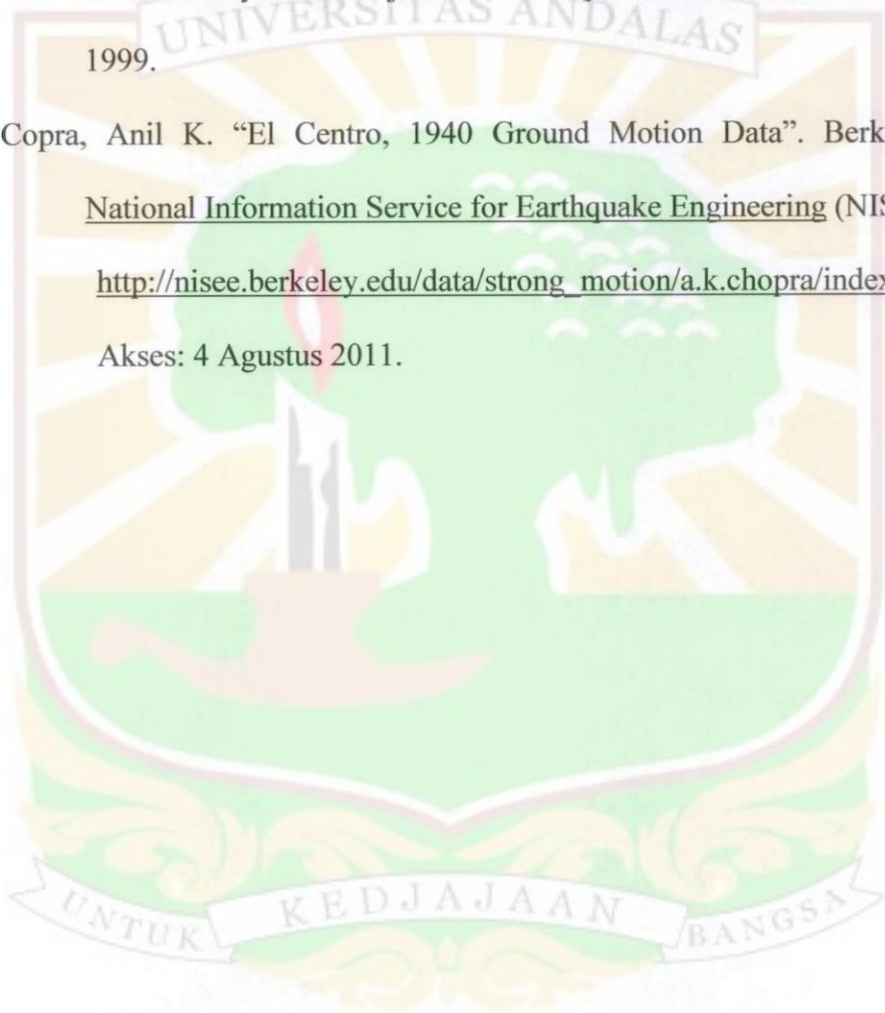 UNIVERSITAS ANDALAS
1999.
Copra, Anil K. “El Centro, 1940 Ground Motion Data”. Berk
National Information Service for Earthquake Engineering (NIS
http://nisee.berkeley.edu/data/strong_motion/a.k.chopra/index
Akses: 4 Agustus 2011.
UNTUK KEDJAJAAN BANGSA